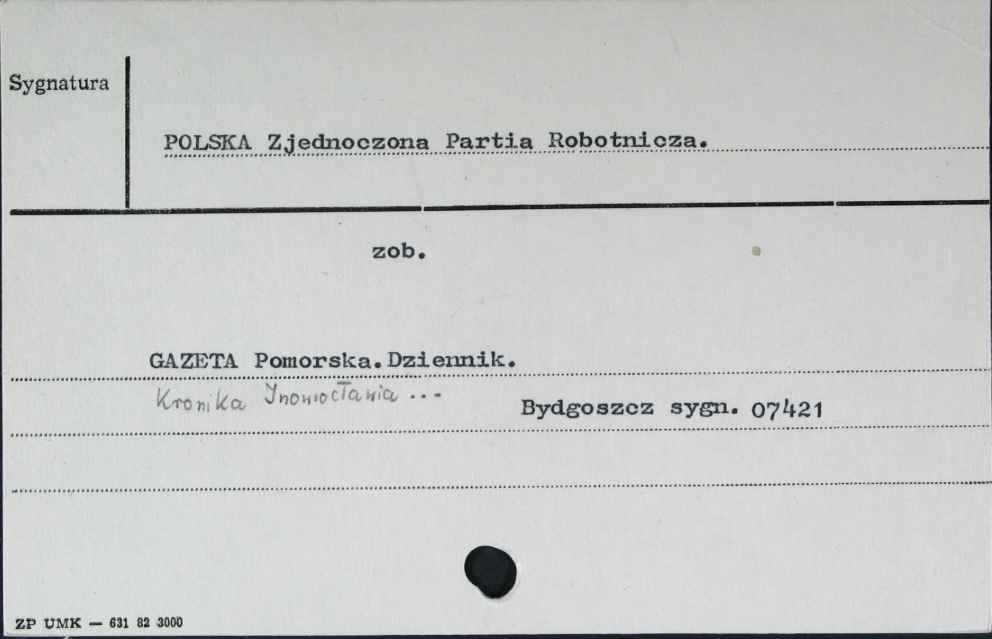 Sygnatura
POLSKA Zjednoczona Partia Robotnicza.
zob.
GAZETA Pomorska.Dziennik.
Kronika Inowrocławia ...
Bydgoszcz sygn. 07421
ZP UMK — 631 82 3000